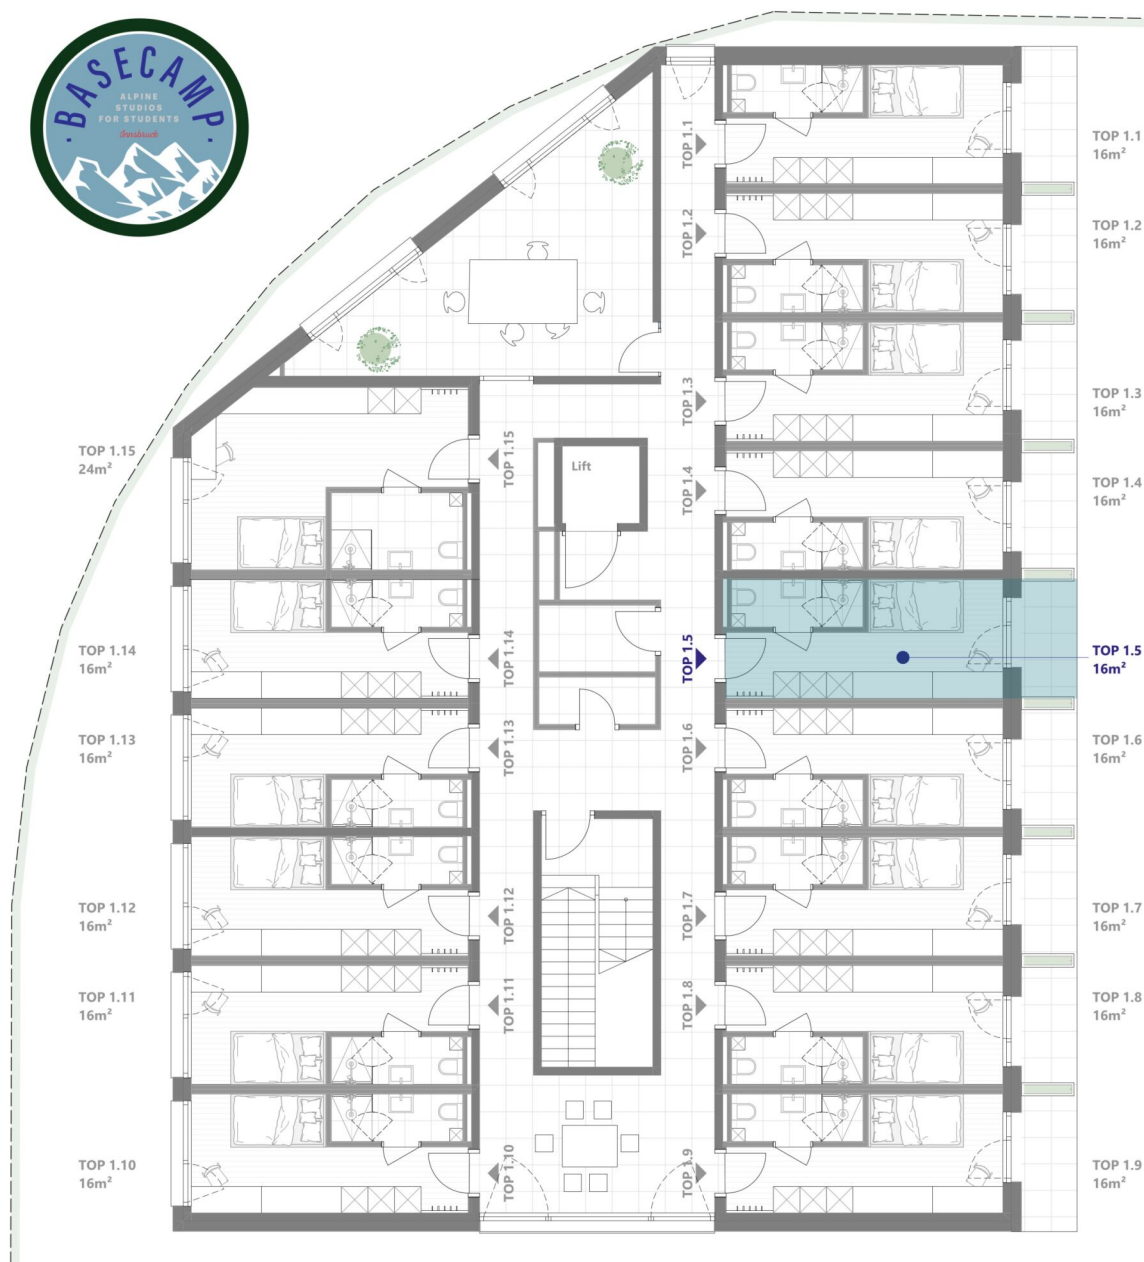 BASECAMP
ALPINE
STUDIOS
FOR STUDENTS
Innsbruck
TOP 1.1
TOP 1.1
16m²
TOP 1.2
TOP 1.2
16m²
TOP 1.3
TOP 1.3
16m²
TOP 1.15
24m²
TOP 1.15
Lift
TOP 1.4
TOP 1.4
16m²
TOP 1.14
16m²
TOP 1.14
TOP 1.5
TOP 1.5
16m²
TOP 1.13
16m²
TOP 1.13
TOP 1.6
TOP 1.6
16m²
TOP 1.12
16m²
TOP 1.12
TOP 1.7
TOP 1.7
16m²
TOP 1.11
16m²
TOP 1.11
TOP 1.8
TOP 1.8
16m²
TOP 1.10
16m²
TOP 1.10
TOP 1.9
TOP 1.9
16m²